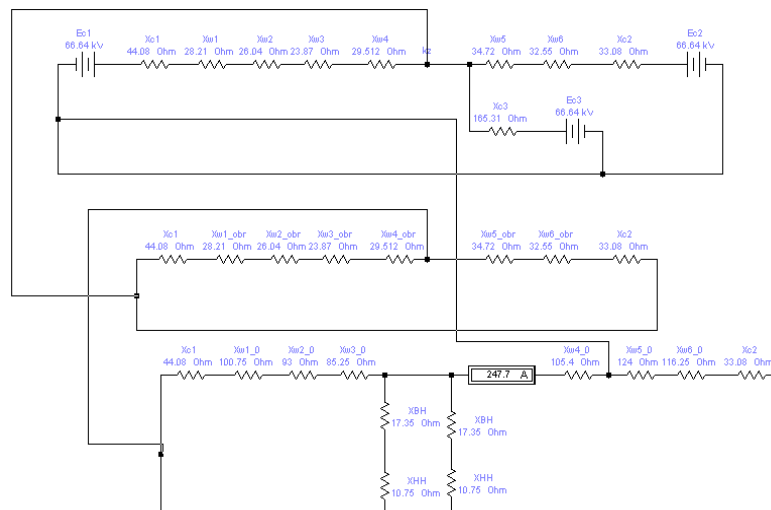 Ec1
66.64 kV
Xc1
44.08 Ohm
Xw1
28.21 Ohm
Xw2
26.04 Ohm
Xw3
23.87 Ohm
Xw4
29.512 Ohm
kz
Xw5
34.72 Ohm
Xw6
32.55 Ohm
Xc2
33.08 Ohm
Ec2
66.64 kV
Xc3
165.31 Ohm
Ec3
66.64 kV
Xc1
44.08 Ohm
Xw1_obr
28.21 Ohm
Xw2_obr
26.04 Ohm
Xw3_obr
23.87 Ohm
Xw4_obr
29.512 Ohm
Xw5_obr
34.72 Ohm
Xw6_obr
32.55 Ohm
Xc2
33.08 Ohm
Xc1
44.08 Ohm
Xw1_0
100.75 Ohm
Xw2_0
93 Ohm
Xw3_0
85.25 Ohm
247.7 A
Xw4_0
105.4 Ohm
Xw5_0
124 Ohm
Xw6_0
116.25 Ohm
Xc2
33.08 Ohm
XBH
17.35 Ohm
XBH
17.35 Ohm
XHH
10.75 Ohm
XHH
10.75 Ohm